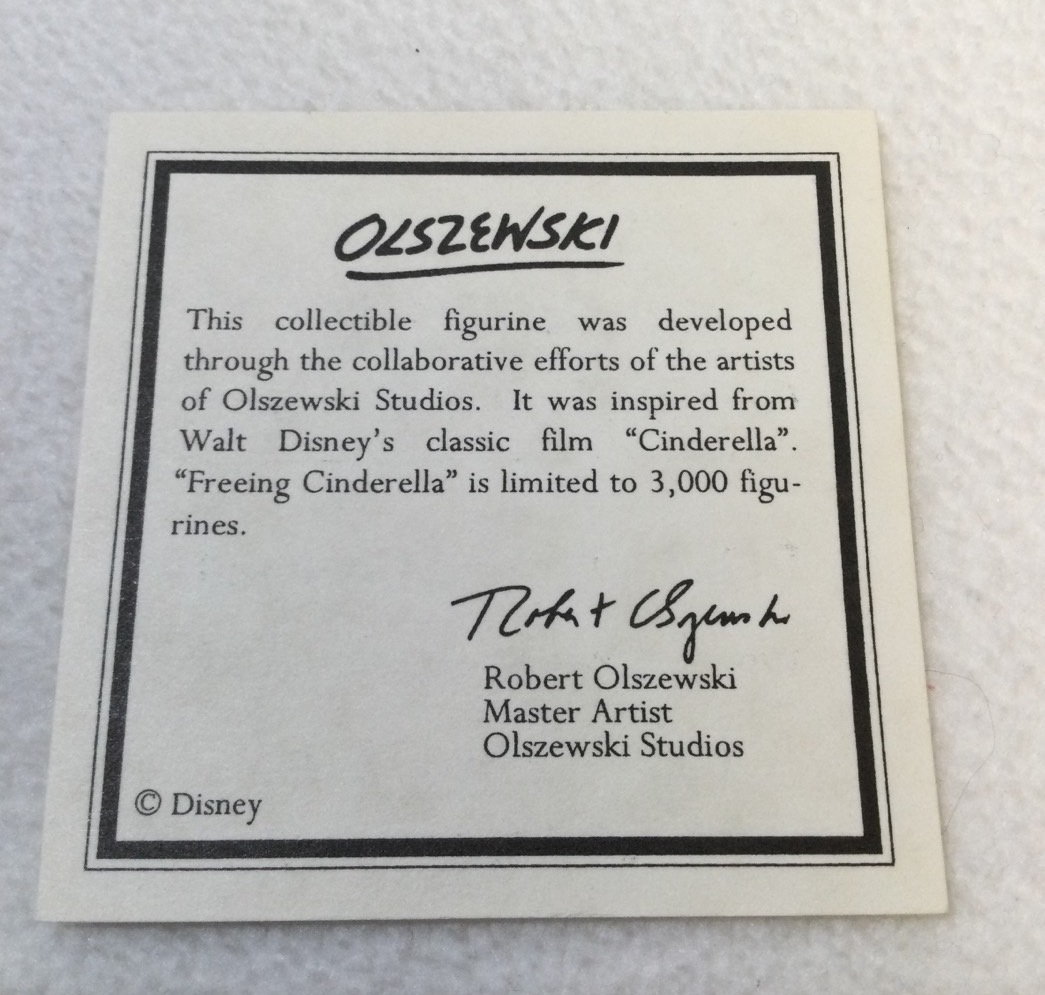 OLSZEWSKI
This collectible figurine was developed
through the collaborative efforts of the artists
of Olszewski Studios. It was inspired from
Walt Disney's classic film “Cinderella”.
“Freeing Cinderella” is limited to 3,000 figu-
rines.
Robert Olszewski
Robert Olszewski
Master Artist
Olszewski Studios
© Disney